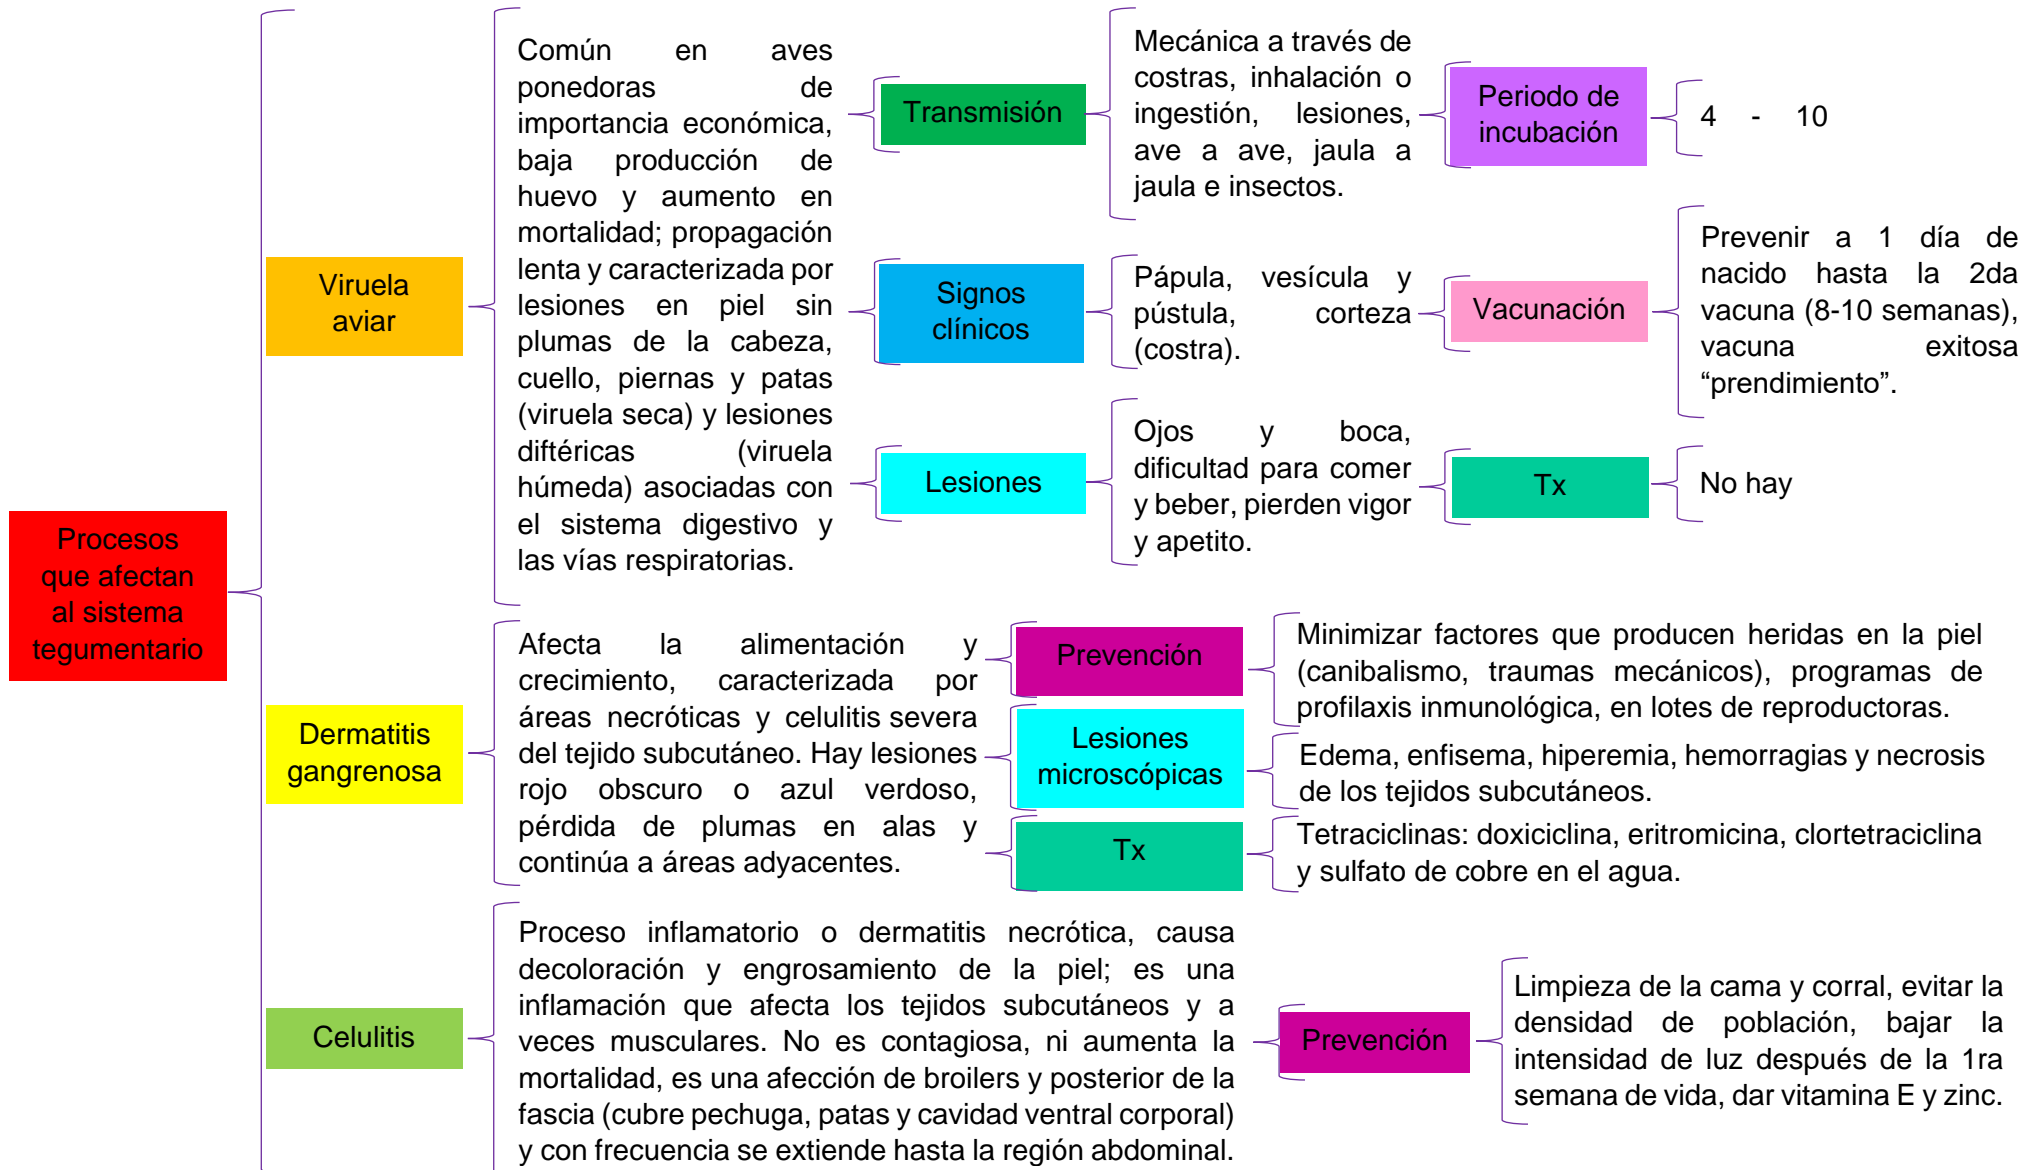 Procesos
que afectan
al sistema
tegumentario
Viruela
aviar
Común en aves
ponedoras de
importancia económica,
baja producción de
huevo y aumento en
mortalidad; propagación
lenta y caracterizada por
lesiones en piel sin
plumas de la cabeza,
cuello, piernas y patas
(viruela seca) y lesiones
diftéricas (viruela
húmeda) asociadas con
el sistema digestivo y
las vías respiratorias.
Transmisión
Mecánica a través de
costras, inhalación o
ingestión, lesiones,
ave a ave, jaula a
jaula e insectos.
Periodo de
incubación
4 - 10
Signos
clínicos
Pápula, vesícula y
pústula, corteza
(costra).
Vacunación
Prevenir a 1 día de
nacido hasta la 2da
vacuna (8-10 semanas),
vacuna exitosa
“prendimiento”.
Lesiones
Ojos y boca,
dificultad para comer
y beber, pierden vigor
y apetito.
Tx
No hay
Dermatitis
gangrenosa
Afecta la alimentación y
crecimiento, caracterizada por
áreas necróticas y celulitis severa
del tejido subcutáneo. Hay lesiones
rojo obscuro o azul verdoso,
pérdida de plumas en alas y
continúa a áreas adyacentes.
Prevención
Minimizar factores que producen heridas en la piel
(canibalismo, traumas mecánicos), programas de
profilaxis inmunológica, en lotes de reproductoras.
Lesiones
microscópicas
Edema, enfisema, hiperemia, hemorragias y necrosis
de los tejidos subcutáneos.
Tx
Tetraciclinas: doxiciclina, eritromicina, clortetraciclina
y sulfato de cobre en el agua.
Celulitis
Proceso inflamatorio o dermatitis necrótica, causa
decoloración y engrosamiento de la piel; es una
inflamación que afecta los tejidos subcutáneos y a
veces musculares. No es contagiosa, ni aumenta la
mortalidad, es una afección de broilers y posterior de la
fascia (cubre pechuga, patas y cavidad ventral corporal)
y con frecuencia se extiende hasta la región abdominal.
Prevención
Limpieza de la cama y corral, evitar la
densidad de población, bajar la
intensidad de luz después de la 1ra
semana de vida, dar vitamina E y zinc.